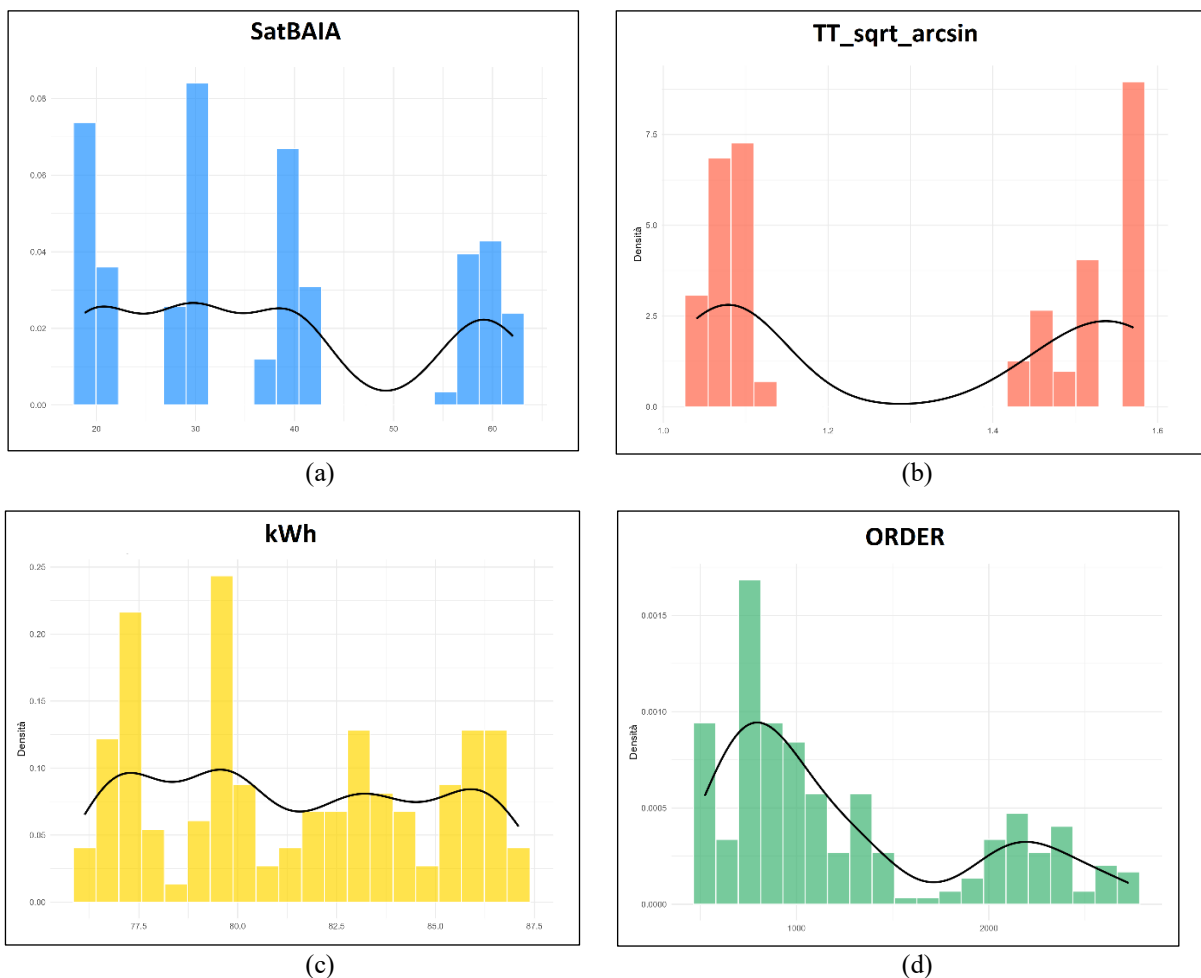 SatBAIA
0.08
0.06
0.04
0.02
0.00
20 30 40 50 60
(a)
TT_sqrt_arcsin
Densità
7.5
5.0
2.5
0.0
1.0 1.2 1.4 1.6
(b)
kWh
Densità
0.25
0.20
0.15
0.10
0.05
0.00
77.5 80.0 82.5 85.0 87.5
(c)
ORDER
Densità
0.0015
0.0010
0.0005
0.0000
1000 2000
(d)